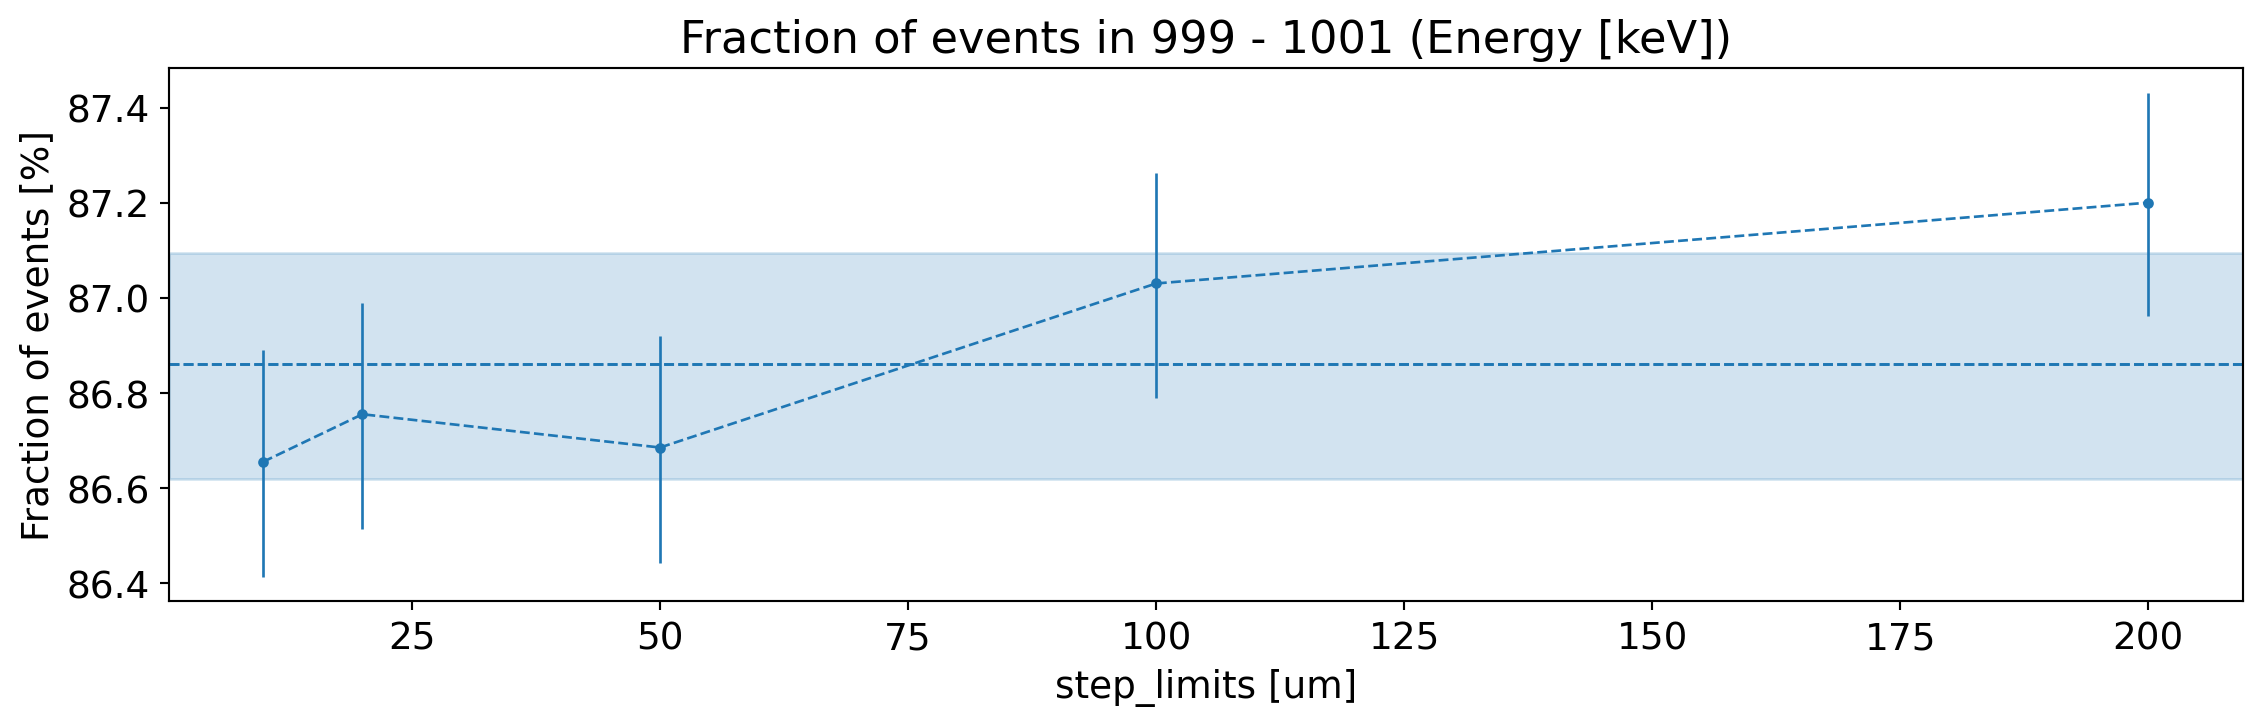 Fraction of events in 999 - 1001 (Energy [keV])
Fraction of events [%]
87.4
87.2
87.0
86.8
86.6
86.4
25 50 75 100 125 150 175 200
step_limits [um]